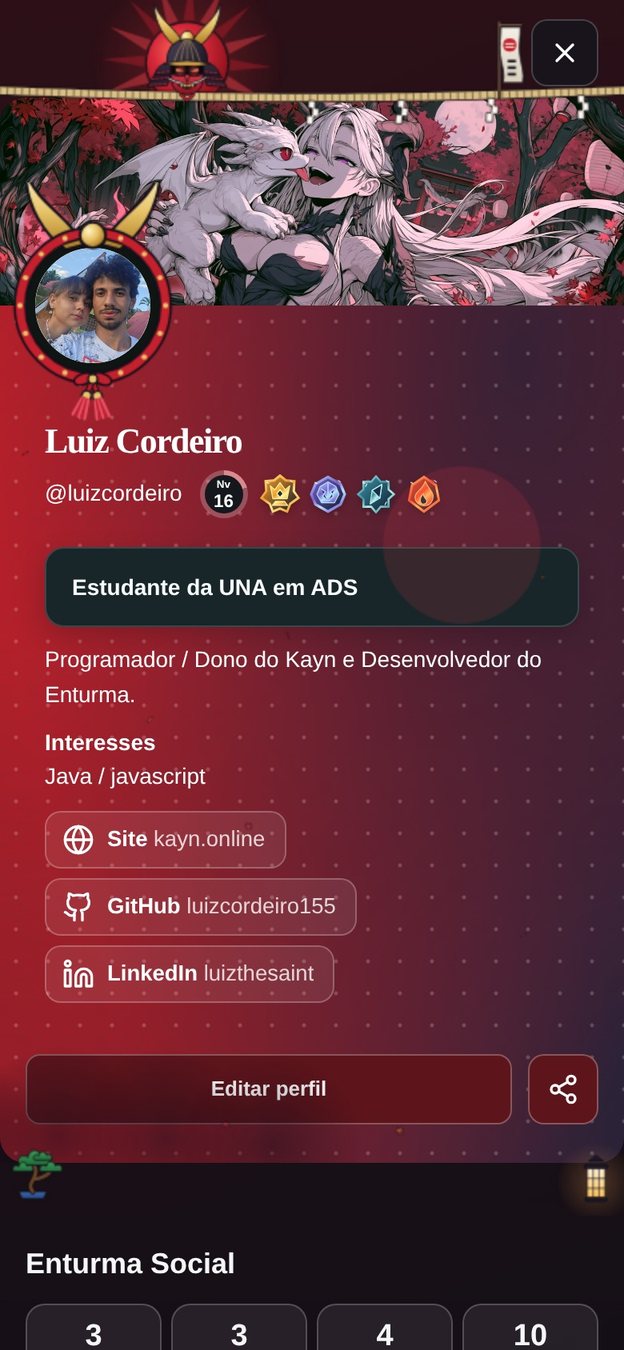 Luiz Cordeiro
@luizcordeiro
Nv
16
Estudante da UNA em ADS
Programador / Dono do Kayn e Desenvolvedor do
Enturma.
Interesses
Java / javascript
Site kayn.online
GitHub luizcordeiro155
LinkedIn luizthesaint
Editar perfil
Enturma Social
3 3 4 10